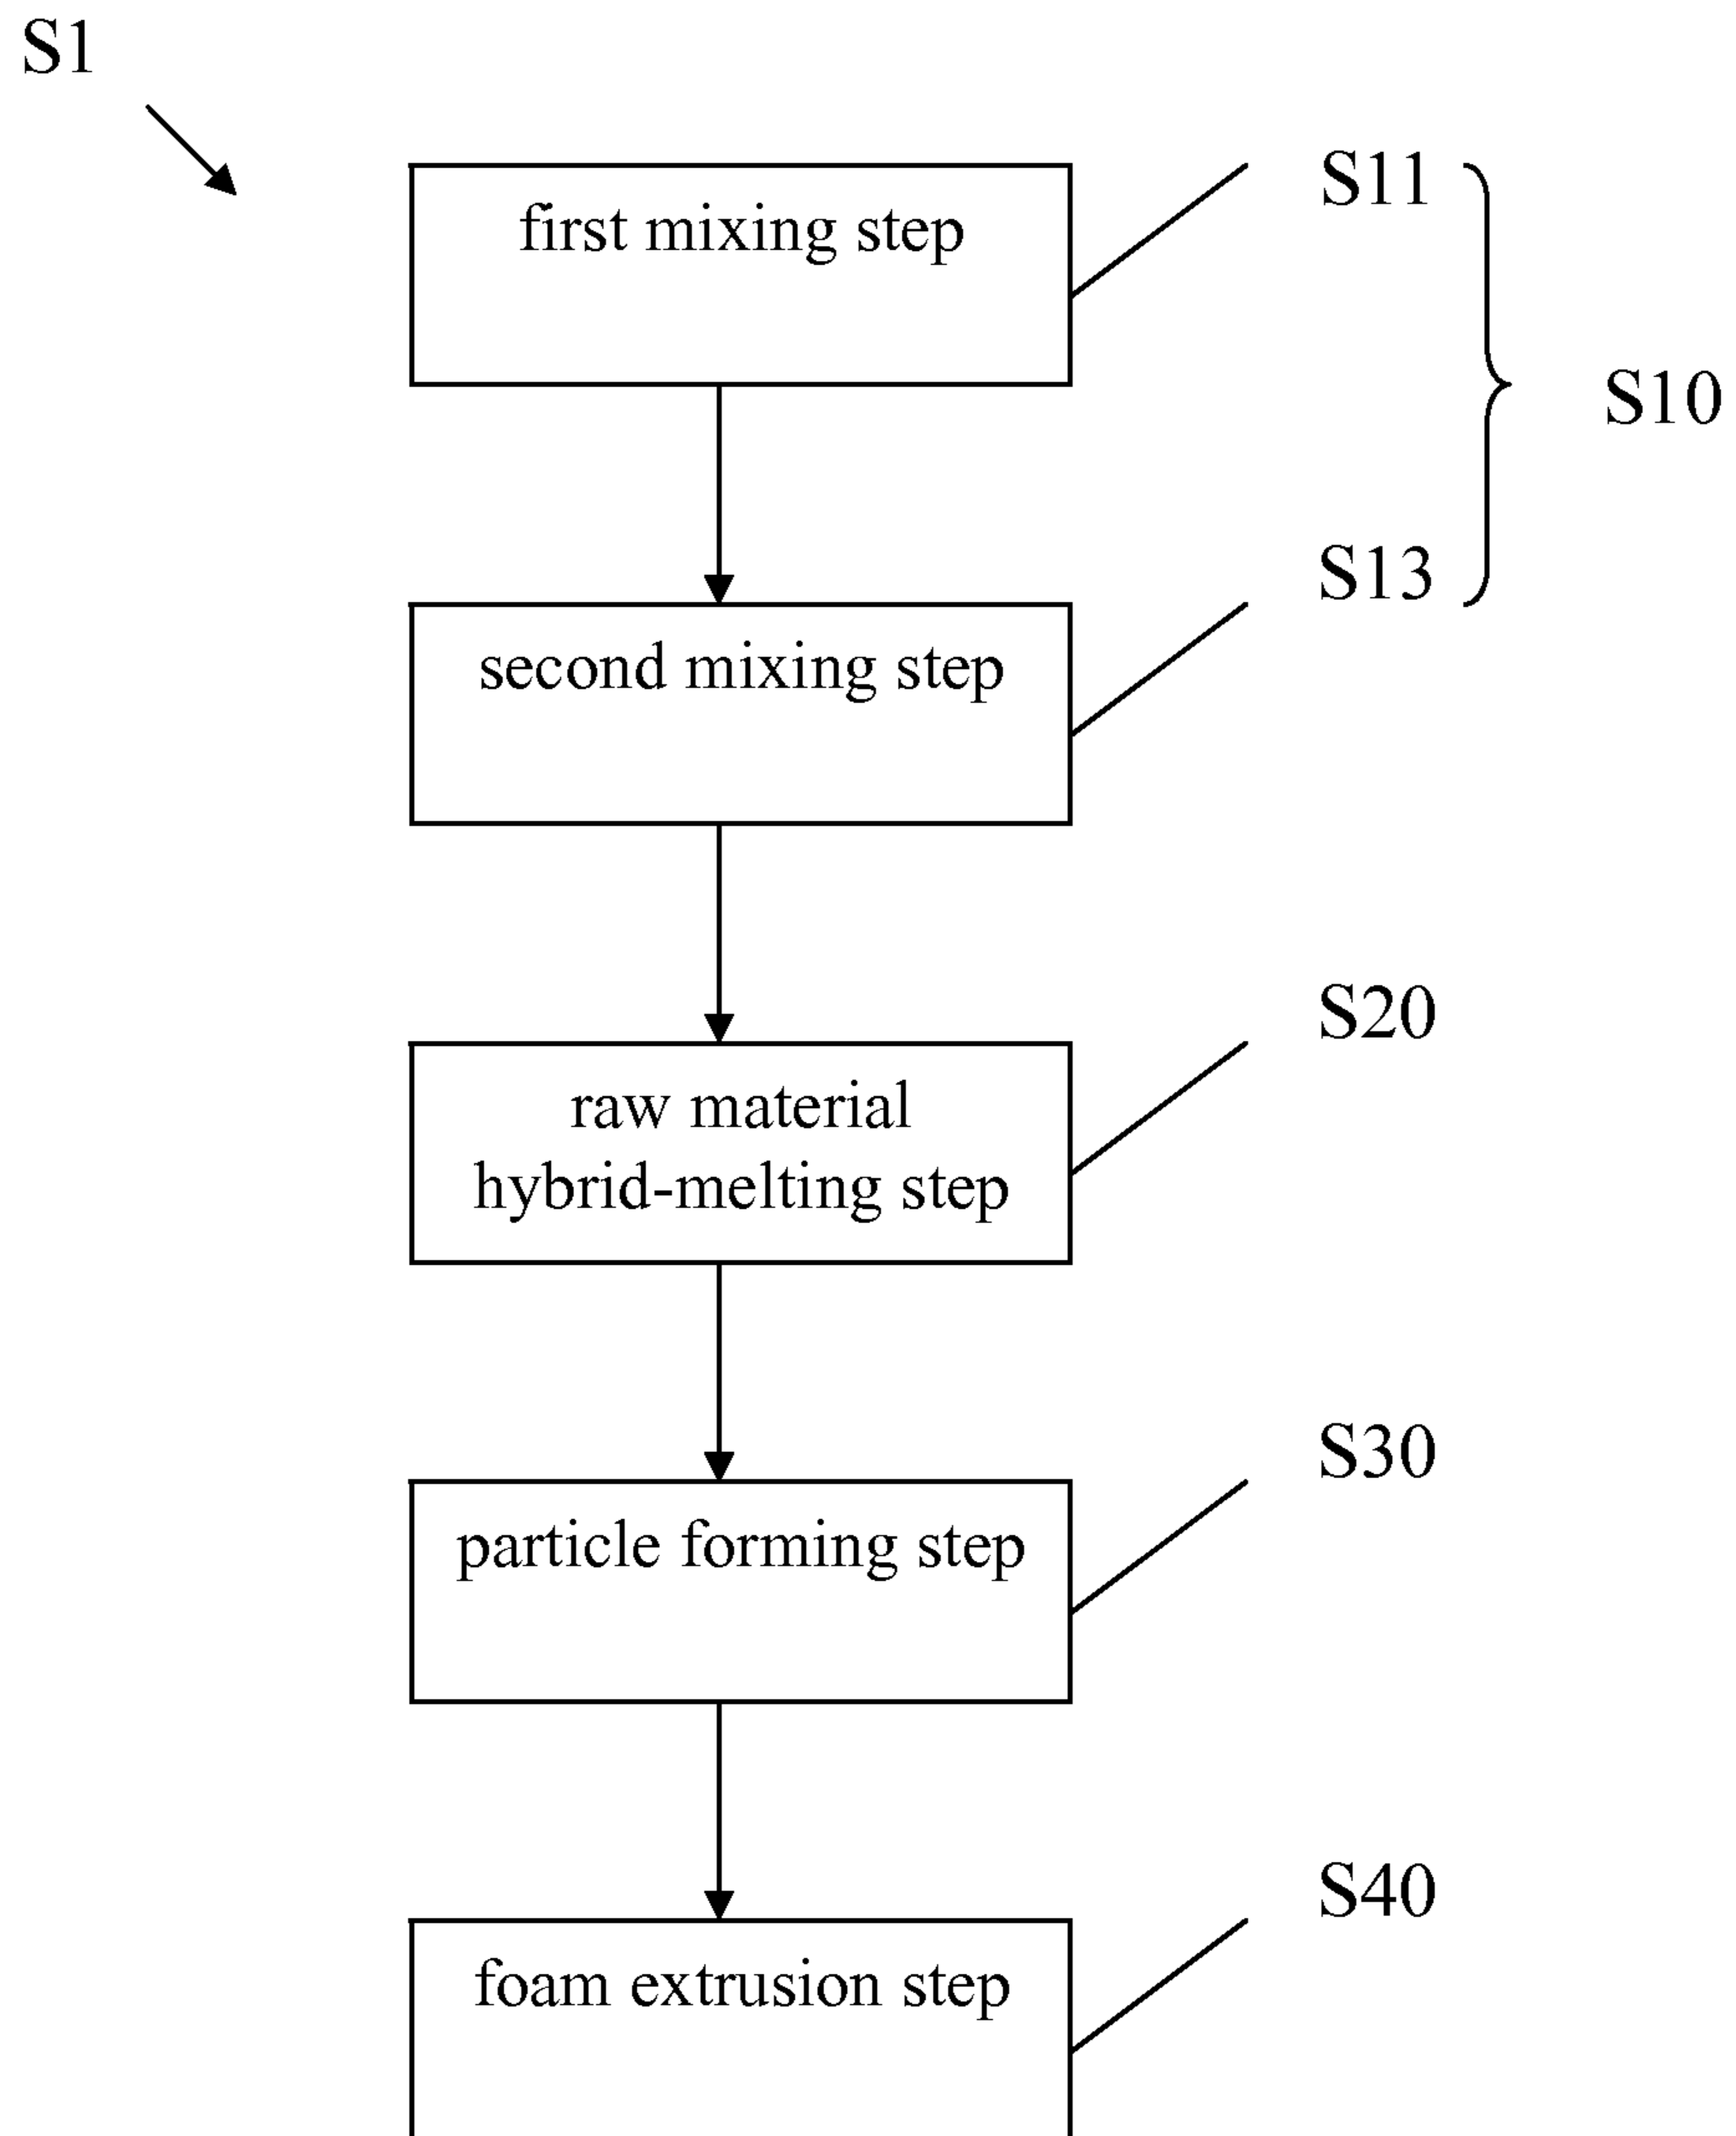 S1
first mixing step
S11
S10
second mixing step
S13
raw material
hybrid-melting step
S20
particle forming step
S30
foam extrusion step
S40